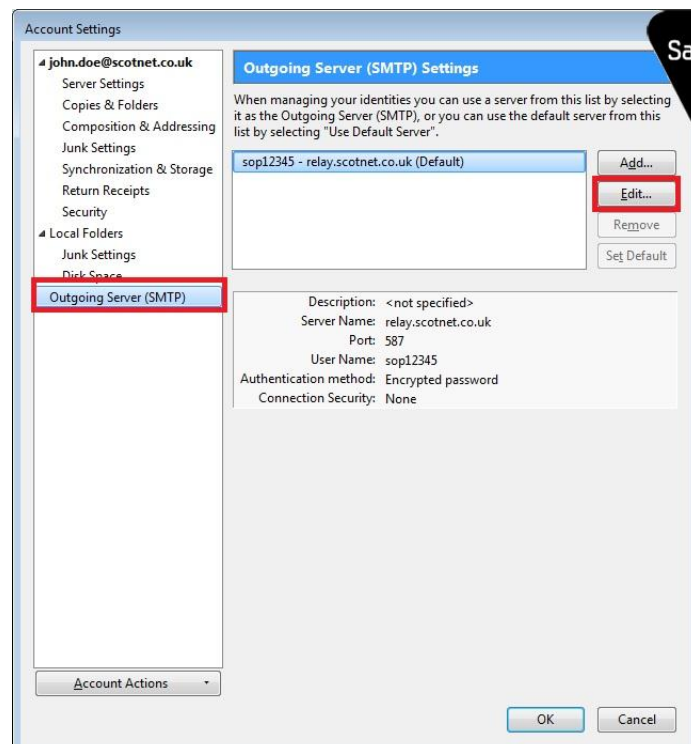 Account Settings
Sa
john.doe@scotnet.co.uk
Server Settings
Copies & Folders
Composition & Addressing
Junk Settings
Synchronization & Storage
Return Receipts
Security
Local Folders
Junk Settings
Disk Space
Outgoing Server (SMTP)
Account Actions
Outgoing Server (SMTP) Settings
When managing your identities you can use a server from this list by selecting
it as the Outgoing Server (SMTP), or you can use the default server from this
list by selecting "Use Default Server".
sop12345 - relay.scotnet.co.uk (Default)
Add...
Edit...
Remove
Set Default
Description: <not specified>
Server Name: relay.scotnet.co.uk
Port: 587
User Name: sop12345
Authentication method: Encrypted password
Connection Security: None
OK
Cancel